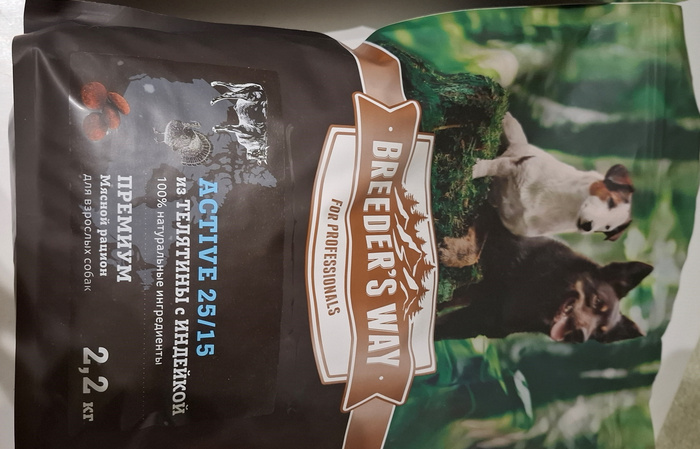 BREEDER'S WAY
FOR PROFESSIONALS
ACTIVE 25/15
ИЗ ТЕЛЯТИНЫ с ИНДЕЙКОЙ
100% натуральные ингредиенты
ПРЕМИУМ
Мясной рацион
для взрослых собак
2,2 кг